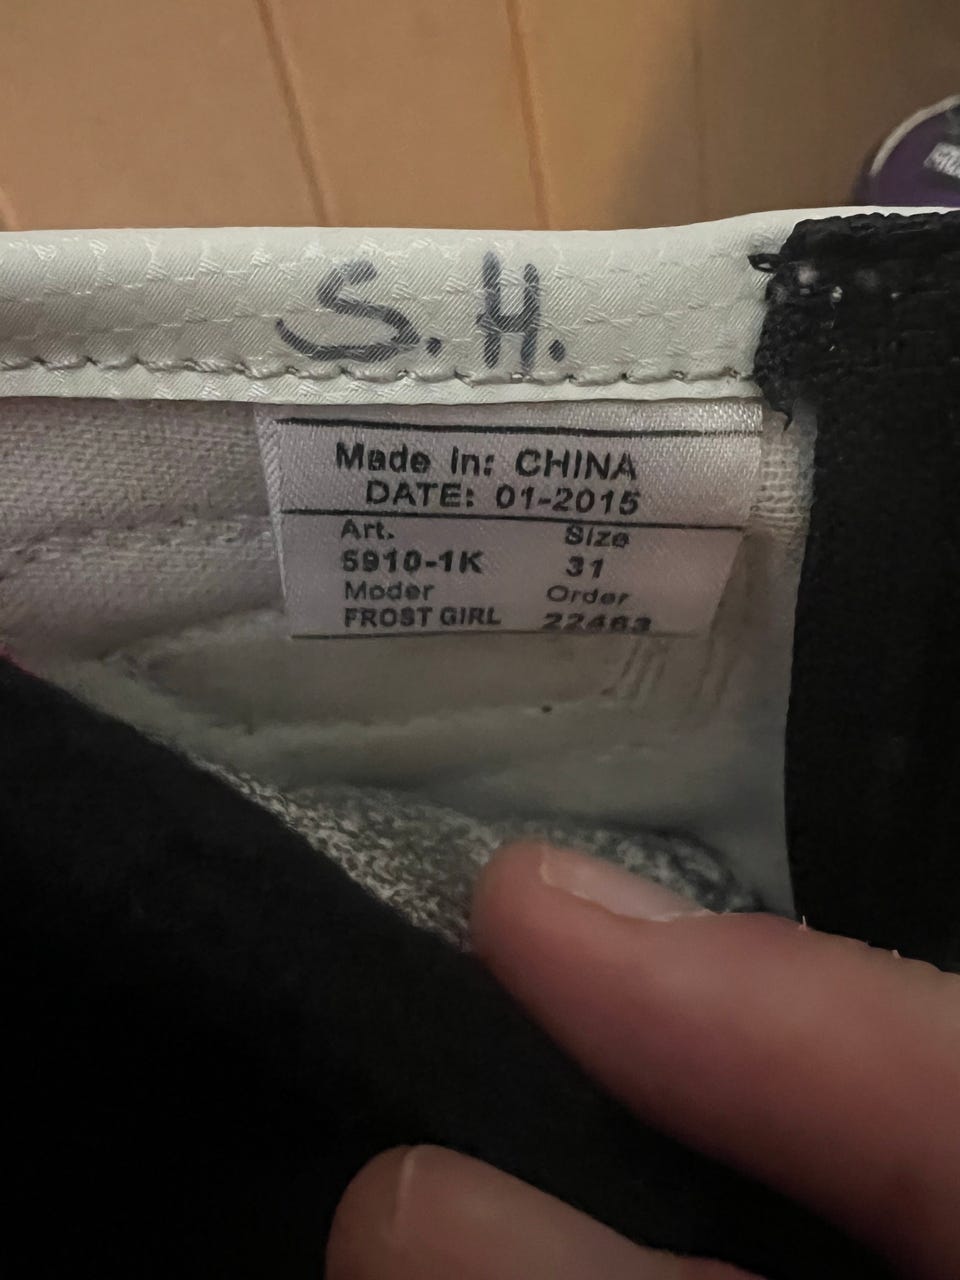 S.H.
Made In: CHINA
DATE: 01-2015
Art. Size
5910-1K 31
Moder Order
FROST GIRL 22463